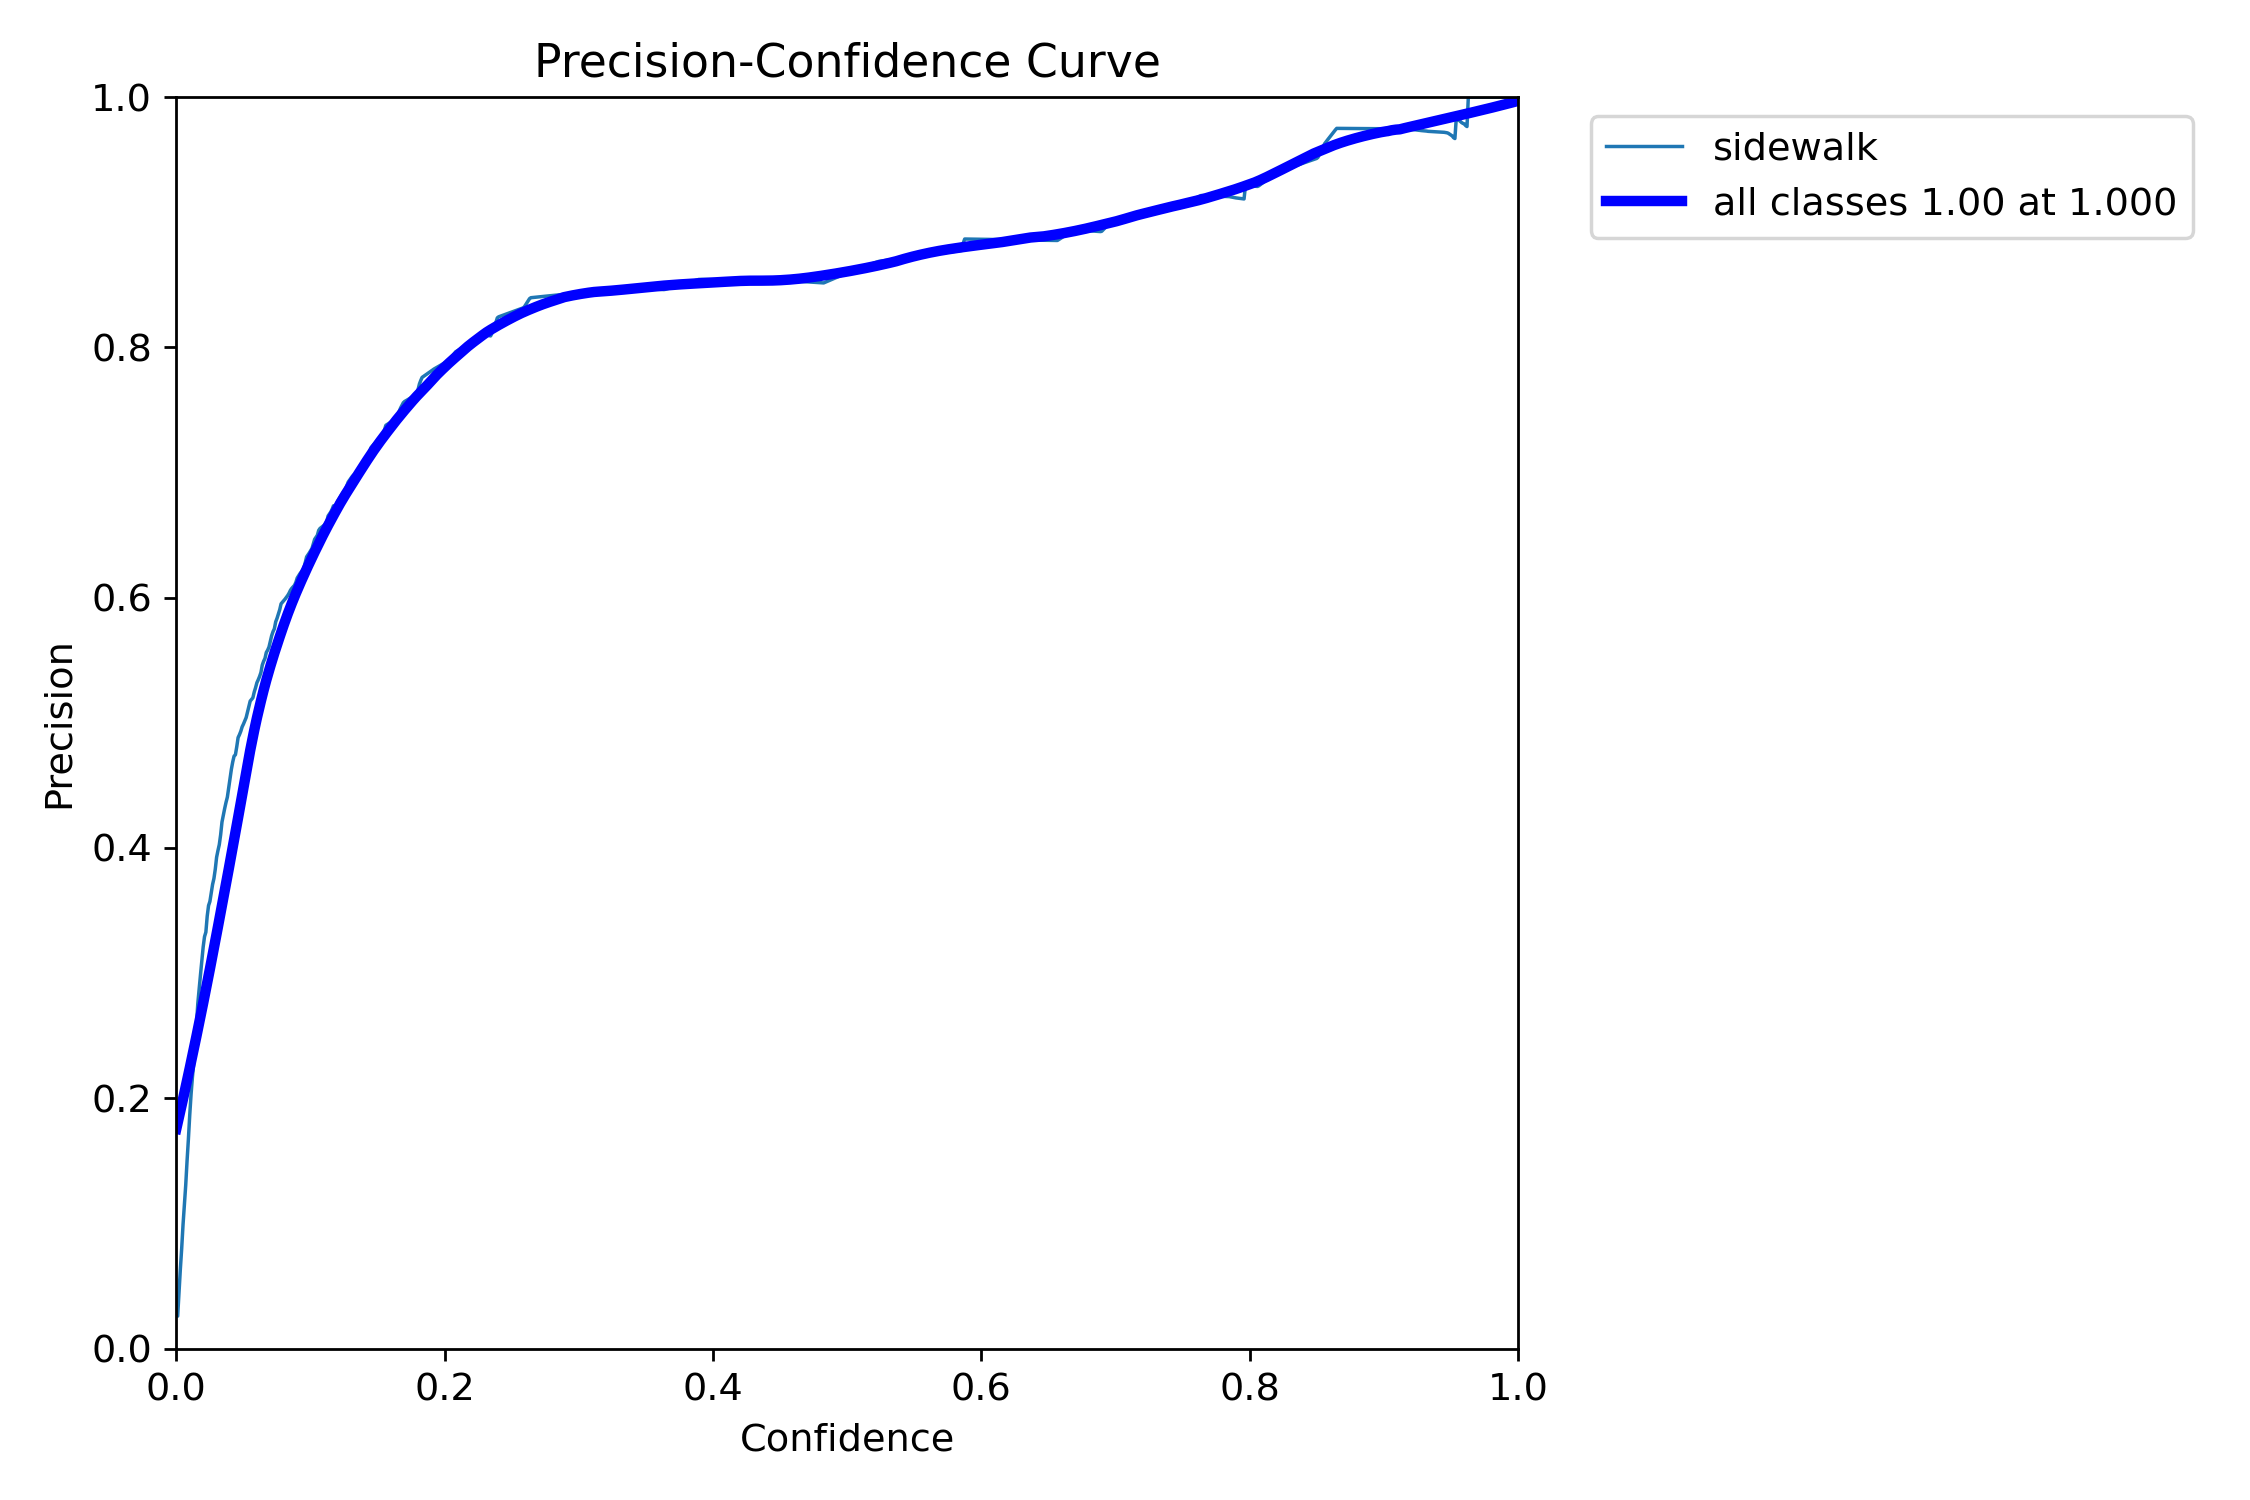 Precision-Confidence Curve
1.0
0.8
0.6
0.4
0.2
0.0
Precision
0.0 0.2 0.4 0.6 0.8 1.0
Confidence
sidewalk
all classes 1.00 at 1.000